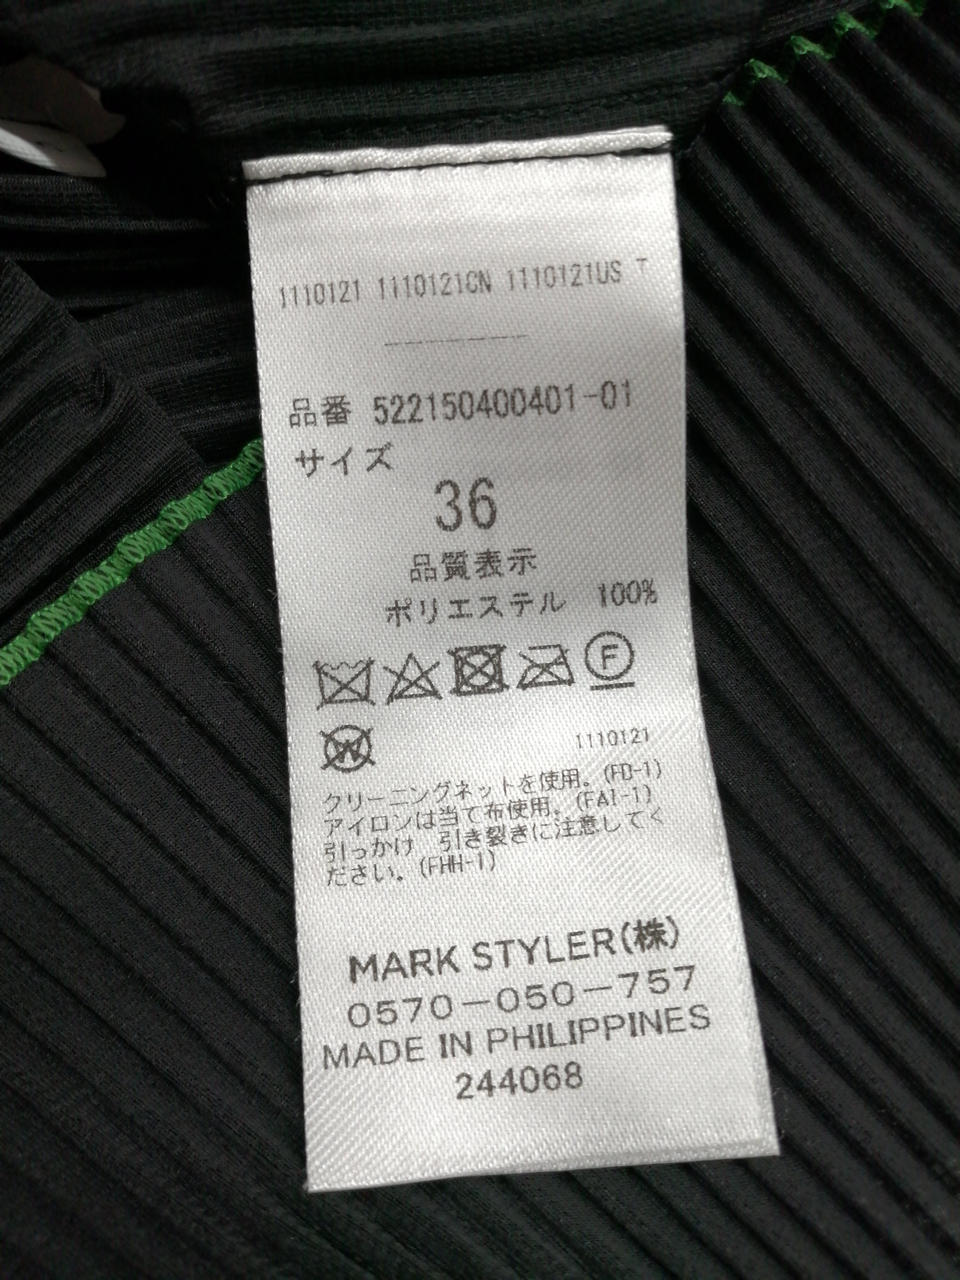 1110121 1110121CN 1110121US T
--------
品番 522150400401-01
サイズ
36
品質表示
ポリエステル 100%
F
W
1110121
クリーニングネットを使用。(FD-1)
アイロンは当て布使用。(FAI-1)
引っかけ 引き裂きに注意してく
ださい。(FHH-1)
MARK STYLER(株)
0570-050-757
MADE IN PHILIPPINES
244068